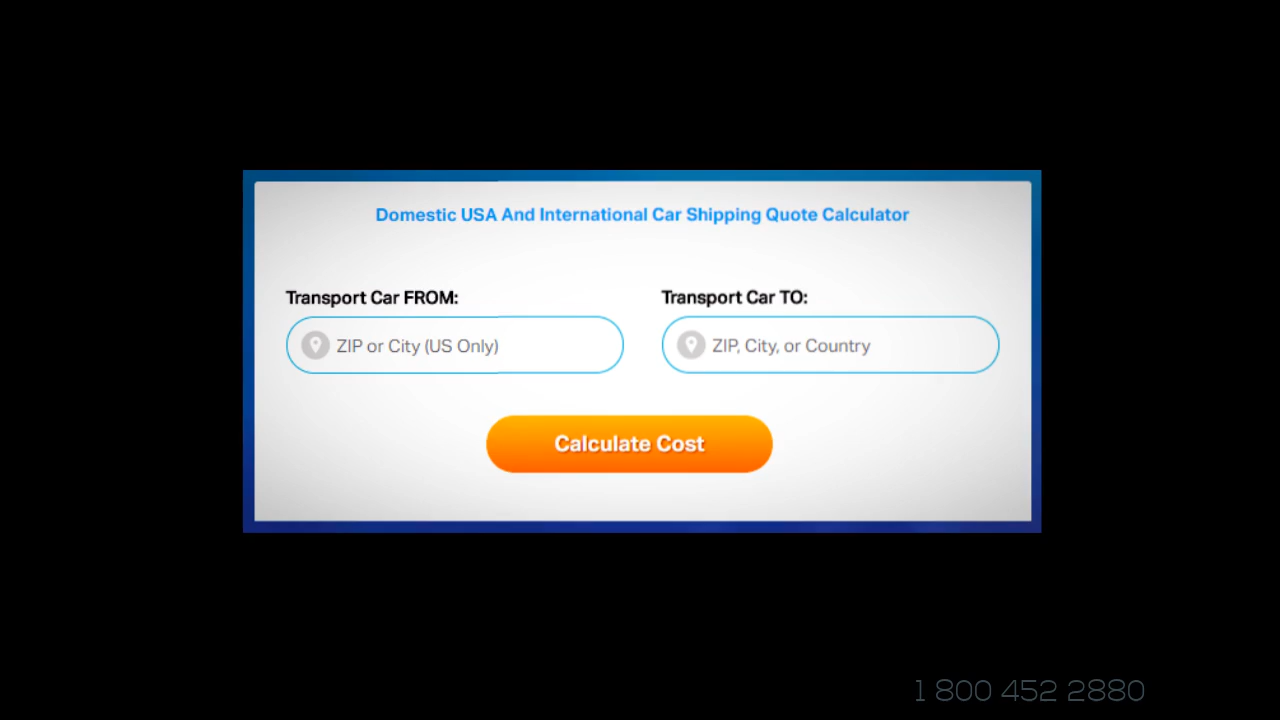 Domestic USA And International Car Shipping Quote Calculator
Transport Car FROM: Transport Car TO:
ZIP or City (US Only) ZIP, City, or Country
Calculate Cost
1 800 452 2880